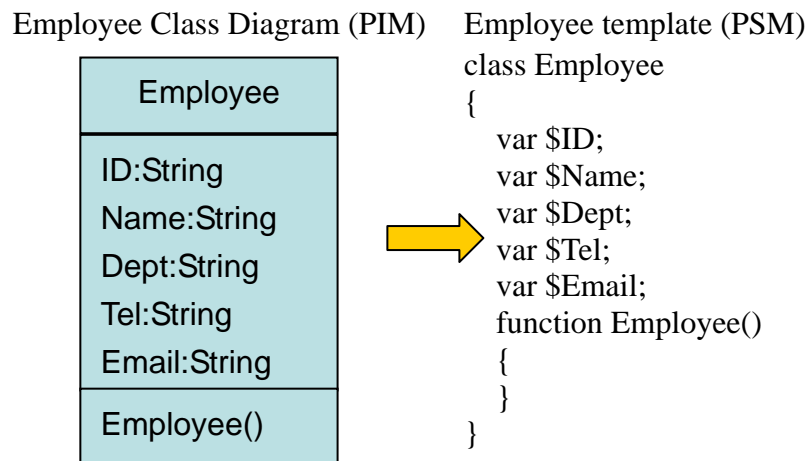 Employee Class Diagram (PIM)
Employee
ID:String
Name:String
Dept:String
Tel:String
Email:String
Employee()
Employee template (PSM)
class Employee
{
var $ID;
var $Name;
var $Dept;
var $Tel;
var $Email;
function Employee()
{
}
}